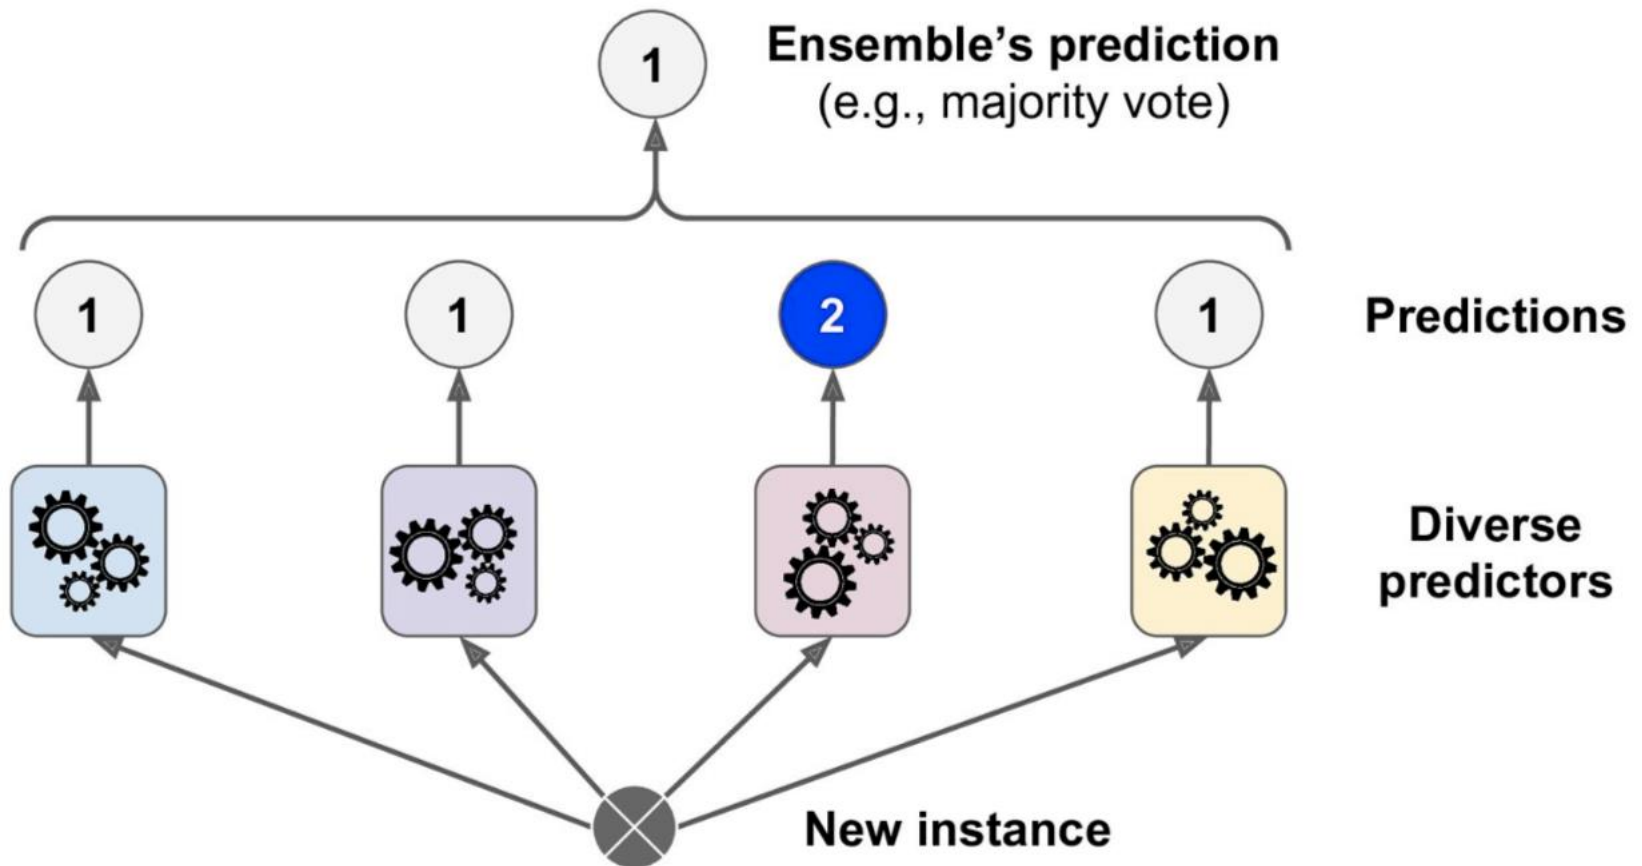 1
Ensemble’s prediction
(e.g., majority vote)
1
1
2
1
Predictions
Diverse
predictors
New instance